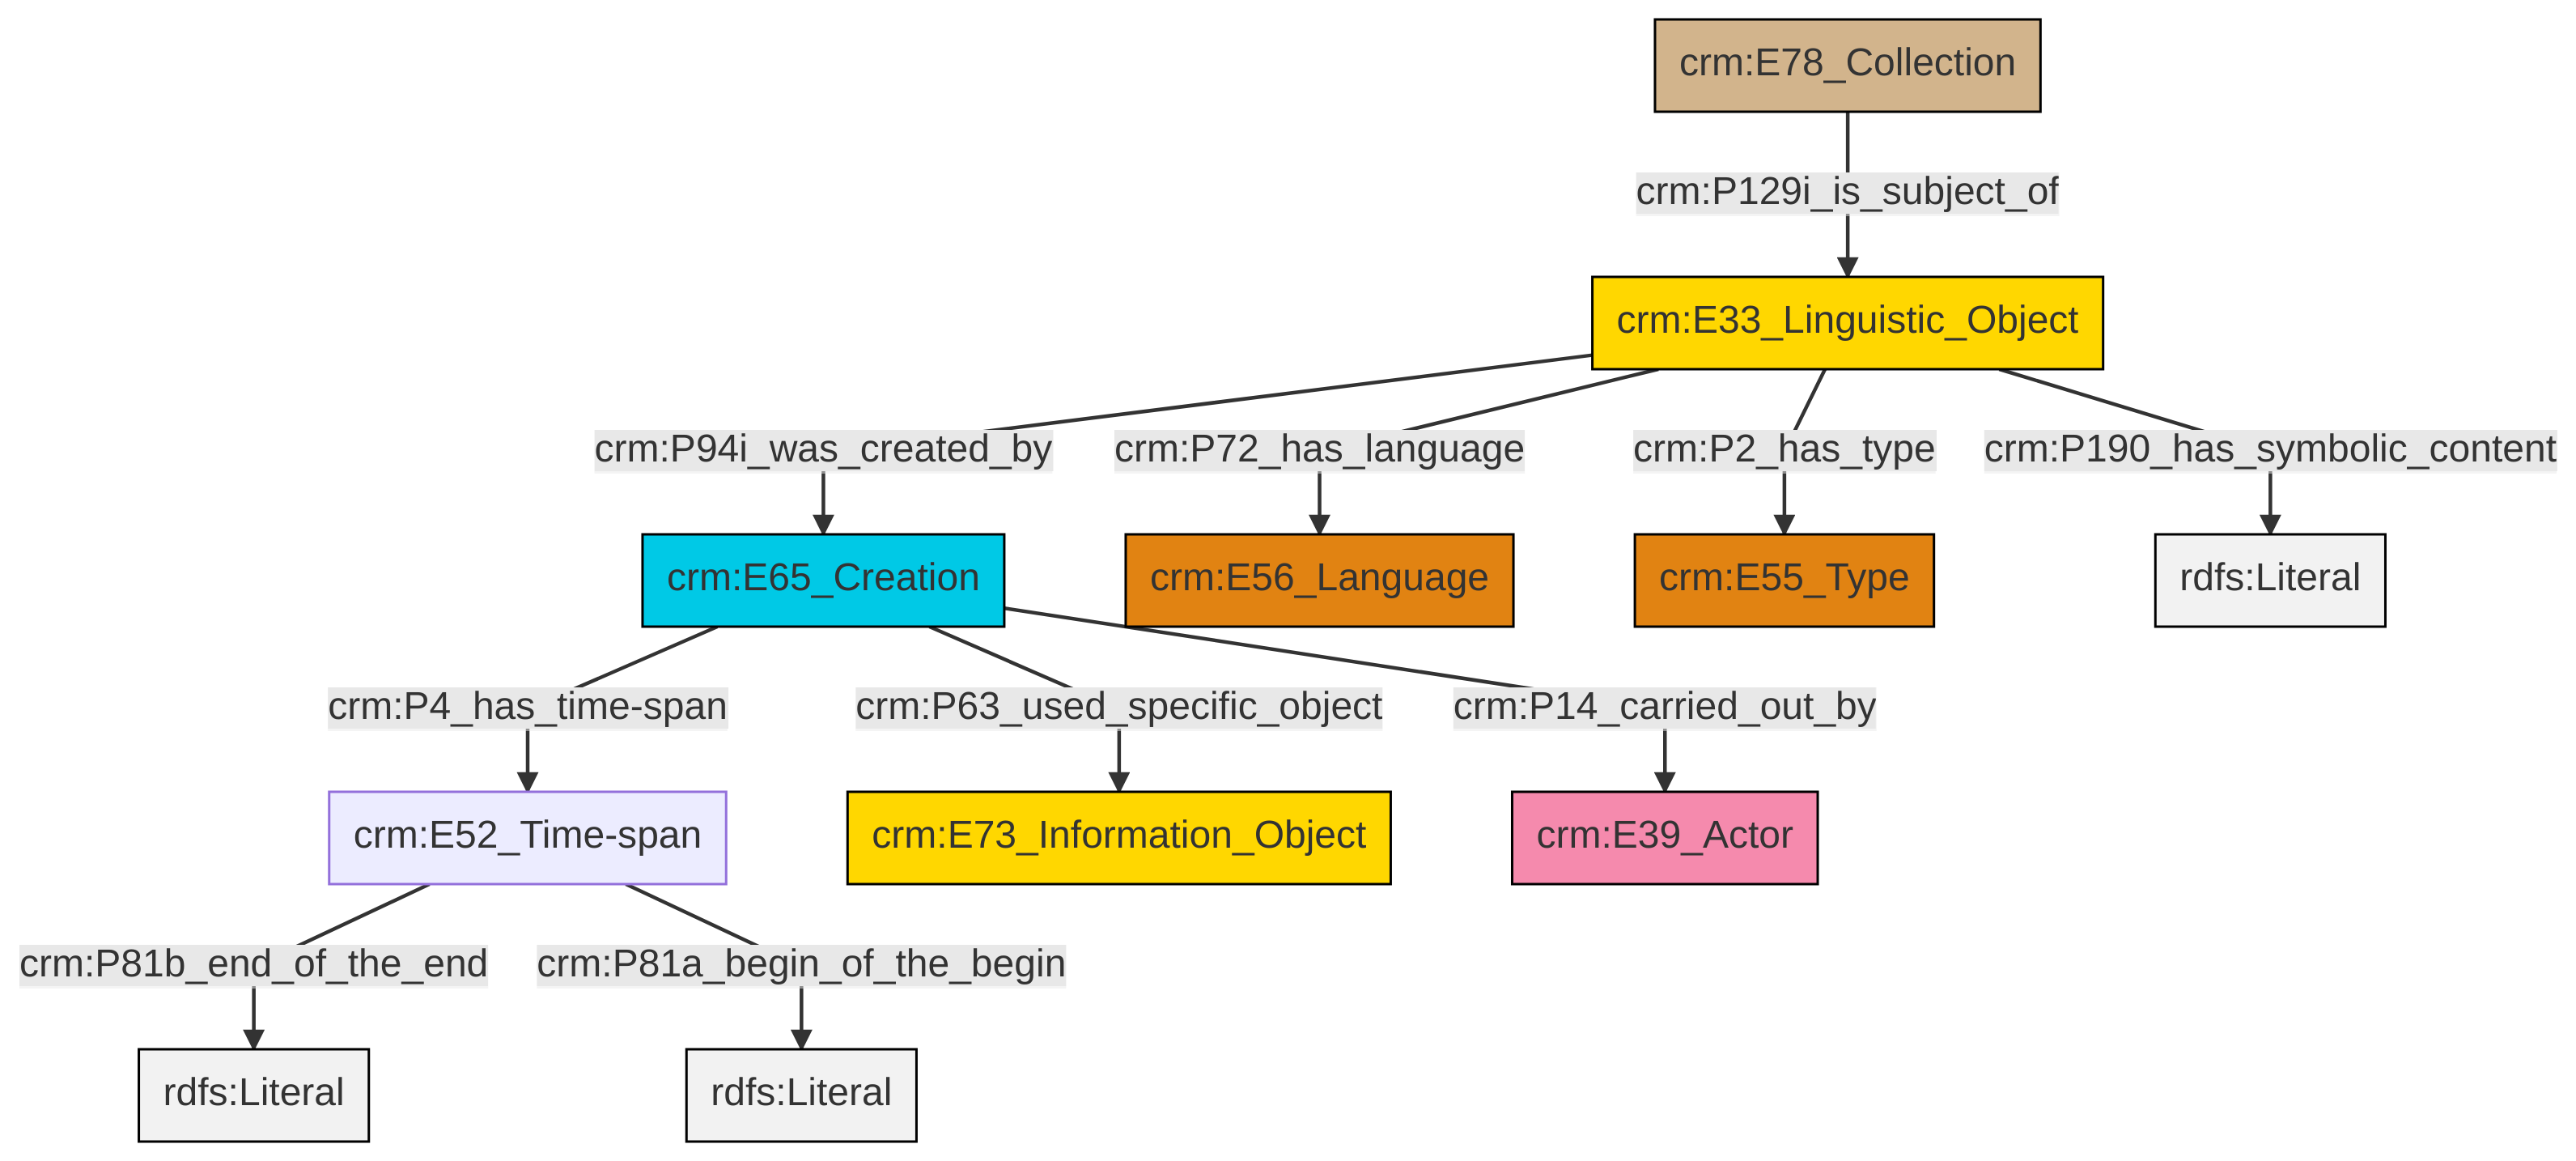 crm:E78_Collection
crm:P129i_is_subject_of
crm:E33_Linguistic_Object
crm:P94i_was_created_by
crm:P72_has_language
crm:P2_has_type
crm:P190_has_symbolic_content
crm:E65_Creation
crm:E56_Language
crm:E55_Type
rdfs:Literal
crm:P4_has_time-span
crm:P63_used_specific_object
crm:P14_carried_out_by
crm:E52_Time-span
crm:E73_Information_Object
crm:E39_Actor
crm:P81b_end_of_the_end
crm:P81a_begin_of_the_begin
rdfs:Literal
rdfs:Literal